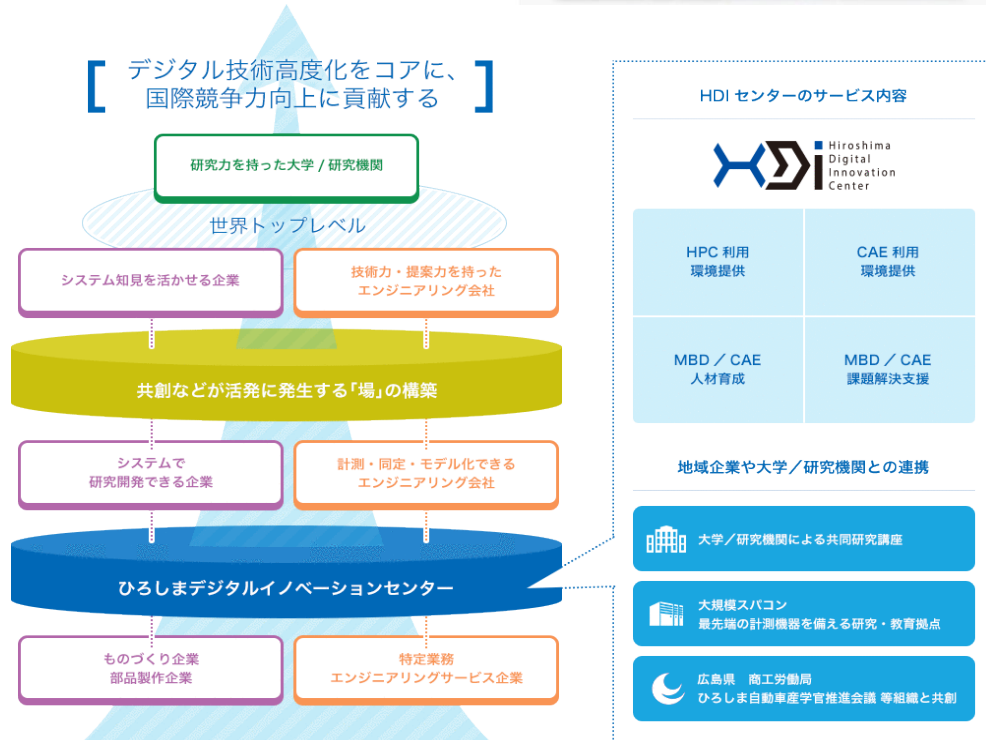 デジタル技術高度化をコアに、
国際競争力向上に貢献する
研究力を持った大学 / 研究機関
世界トップレベル
システム知見を活かせる企業
技術力・提案力を持った
エンジニアリング会社
共創などが活発に発生する「場」の構築
システムで
研究開発できる企業
計測・同定・モデル化できる
エンジニアリング会社
ひろしまデジタルイノベーションセンター
ものづくり企業
部品製作企業
特定業務
エンジニアリングサービス企業
HDI センターのサービス内容
HDi
Hiroshima
Digital
Innovation
Center
HPC 利用
環境提供
CAE 利用
環境提供
MBD ／ CAE
人材育成
MBD ／ CAE
課題解決支援
地域企業や大学／研究機関との連携
大学／研究機関による共同研究講座
大規模スパコン
最先端の計測機器を備える研究・教育拠点
広島県　商工労働局
ひろしま自動車産学官推進会議 等組織と共創